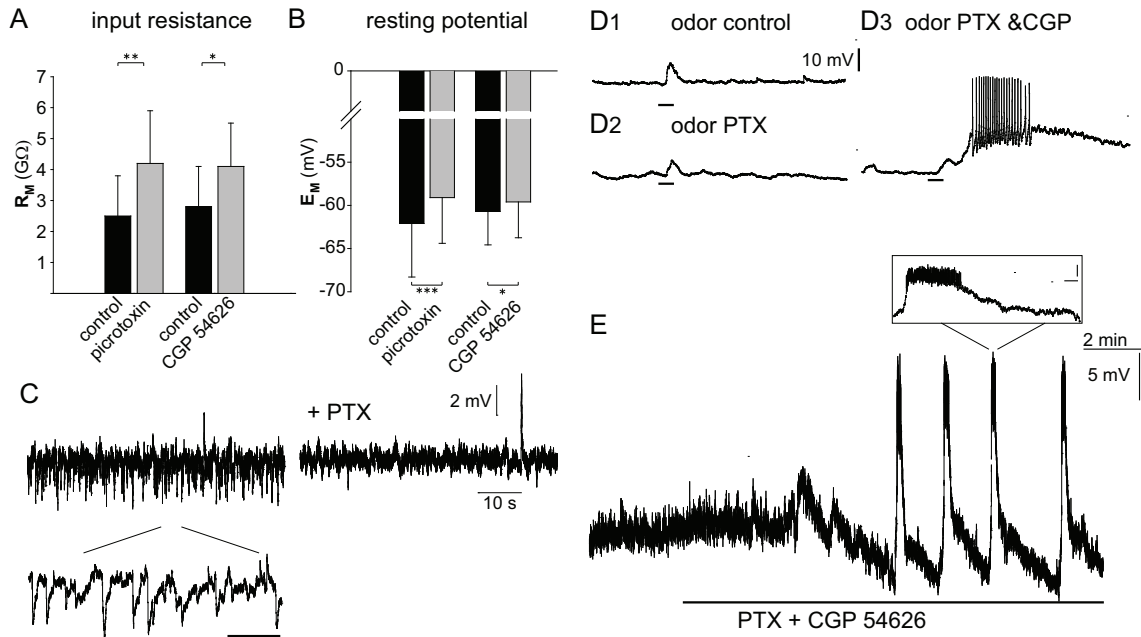 A input resistance
**
*
7
6
5
4
3
2
1
R_M (GΩ)
control
picrotoxin
control
CGP 54626
B resting potential
0
-55
-60
-65
-70
E_M (mV)
***
*
control
picrotoxin
control
CGP 54626
C
+ PTX
2 mV
10 s
D1 odor control
10 mV
D2 odor PTX
D3 odor PTX &CGP
E
2 min
5 mV
PTX + CGP 54626